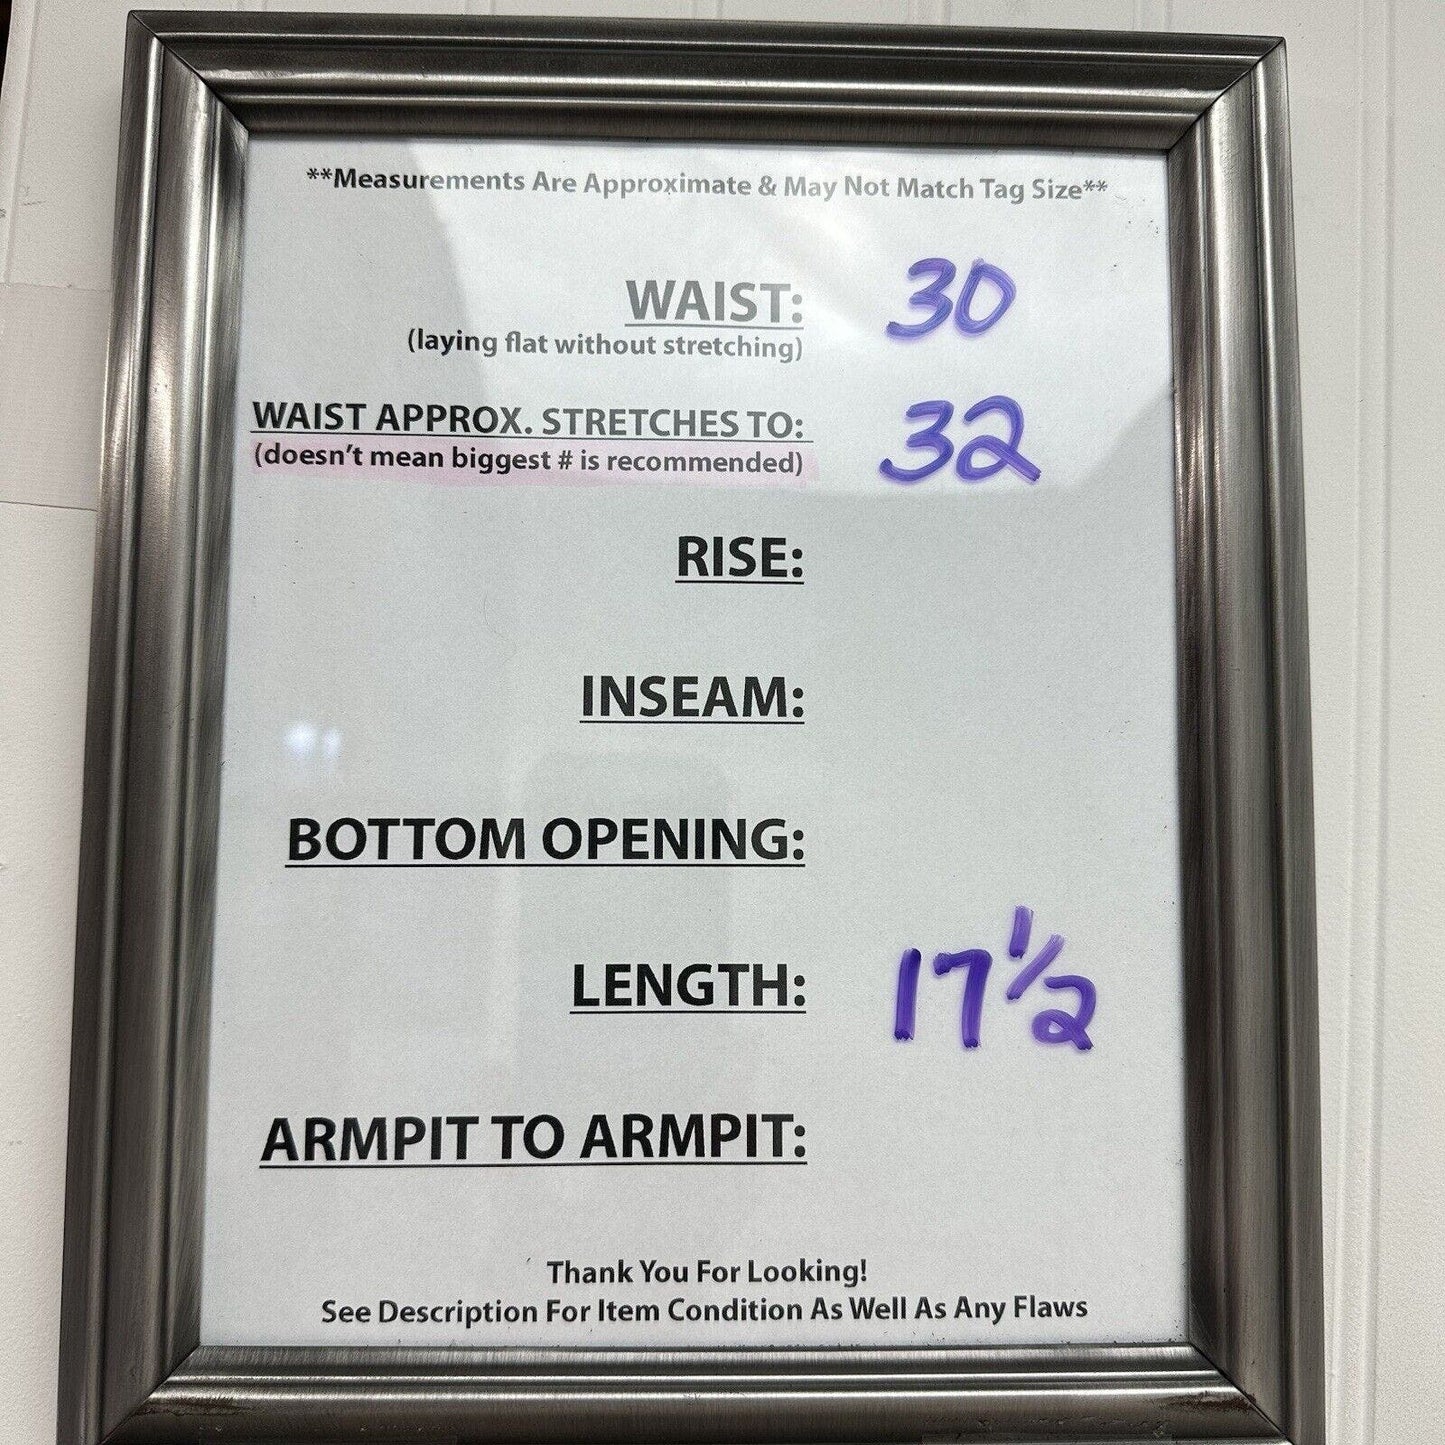 **Measurements Are Approximate & May Not Match Tag Size**
WAIST: 30
(laying flat without stretching)
WAIST APPROX. STRETCHES TO: 32
(doesn't mean biggest # is recommended)
RISE:
INSEAM:
BOTTOM OPENING:
LENGTH: 17 1/2
ARMPIT TO ARMPIT:
Thank You For Looking!
See Description For Item Condition As Well As Any Flaws